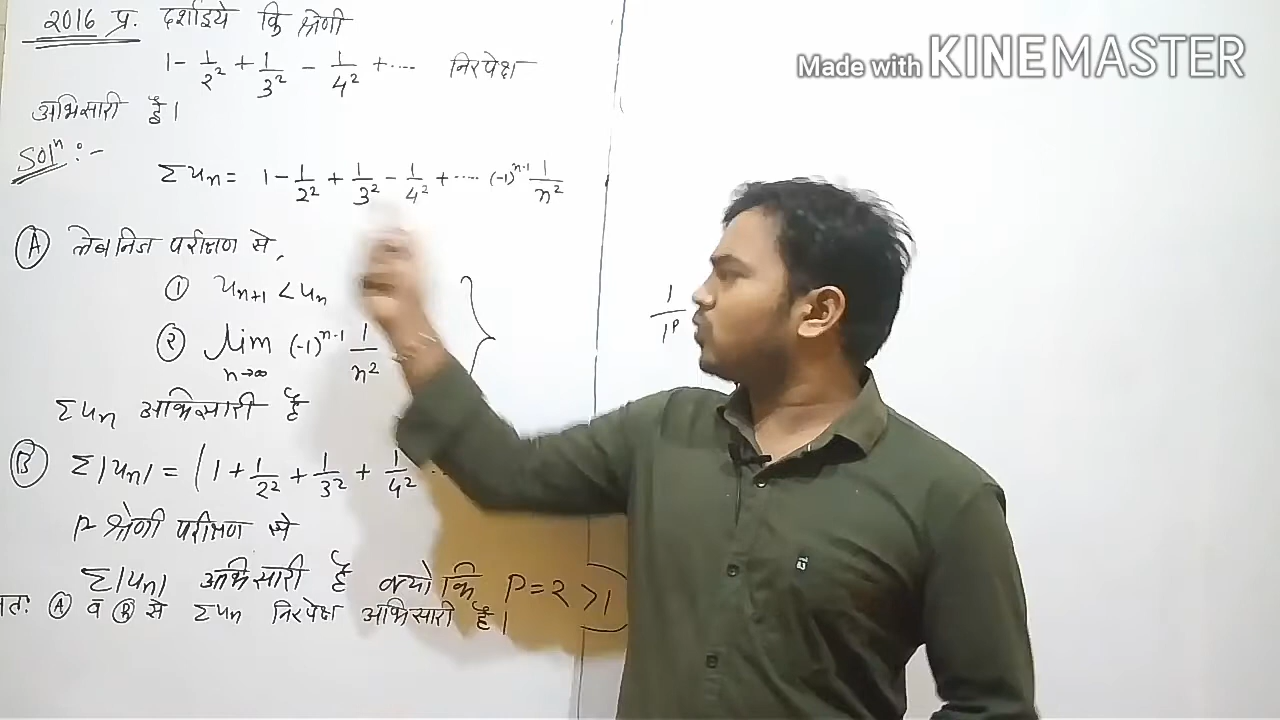 Made with KINEMASTER
2016 प्र. दर्शाइये कि श्रेणी
1 - 1/2² + 1/3² - 1/4² + .... निरपेक्ष
अभिसारी है।
Solⁿ :-
Σuₙ = 1 - 1/2² + 1/3² - 1/4² + .... (-1)ⁿ⁻¹ 1/n²
Ⓐ लेबनिज परीक्षण से,
① uₙ₊₁ < uₙ
② lim n→∞ (-1)ⁿ⁻¹ 1/n²
Σuₙ अभिसारी है
Ⓑ Σ|uₙ| = (1 + 1/2² + 1/3² + 1/4²
P श्रेणी परीक्षण से
Σ|uₙ| अभिसारी है क्योकि P = 2 > 1
Ⓐ व Ⓑ से Σuₙ निरपेक्ष अभिसारी है।
1/1ᵖ